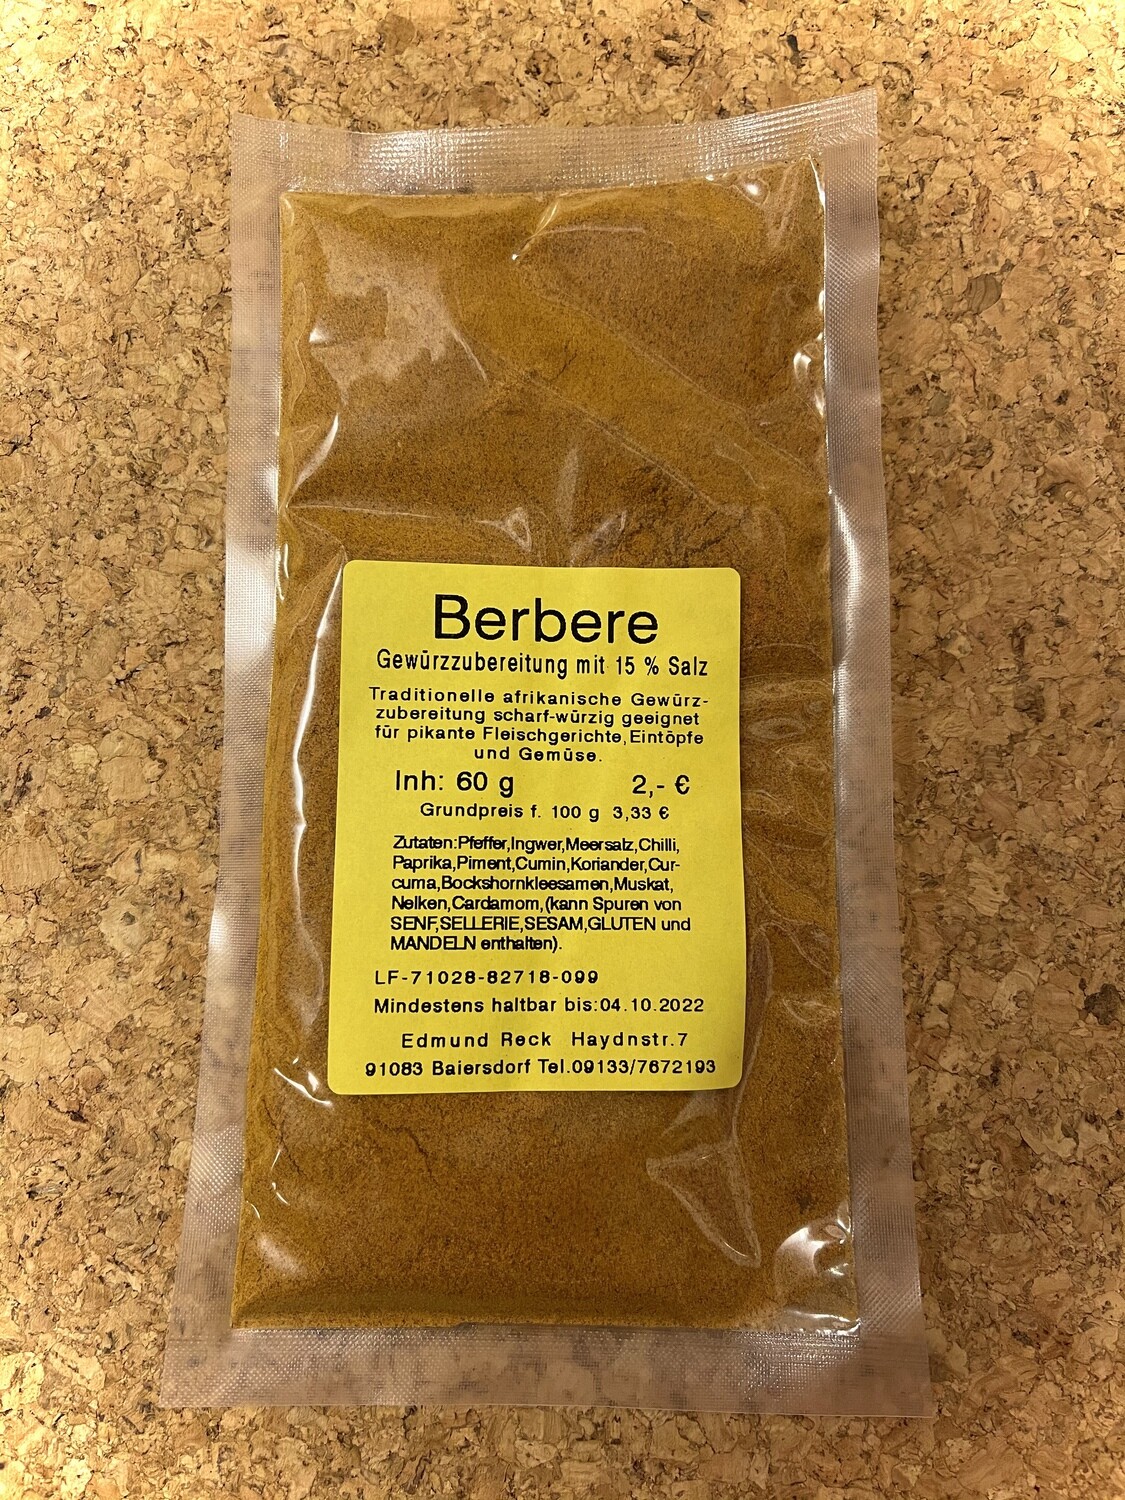 Berbere
Gewürzzubereitung mit 15 % Salz
Traditionelle afrikanische Gewürz-
zubereitung scharf-würzig geeignet
für pikante Fleischgerichte,Eintöpfe
und Gemüse.
Inh: 60 g 2,- €
Grundpreis f. 100 g 3,33 €
Zutaten:Pfeffer,Ingwer,Meersalz,Chilli,
Paprika,Piment,Cumin,Koriander,Cur-
cuma,Bockshornkleesamen,Muskat,
Nelken,Cardamom,(kann Spuren von
SENF,SELLERIE,SESAM,GLUTEN und
MANDELN enthalten).
LF-71028-82718-099
Mindestens haltbar bis:04.10.2022
Edmund Reck Haydnstr.7
91083 Baiersdorf Tel.09133/7672193